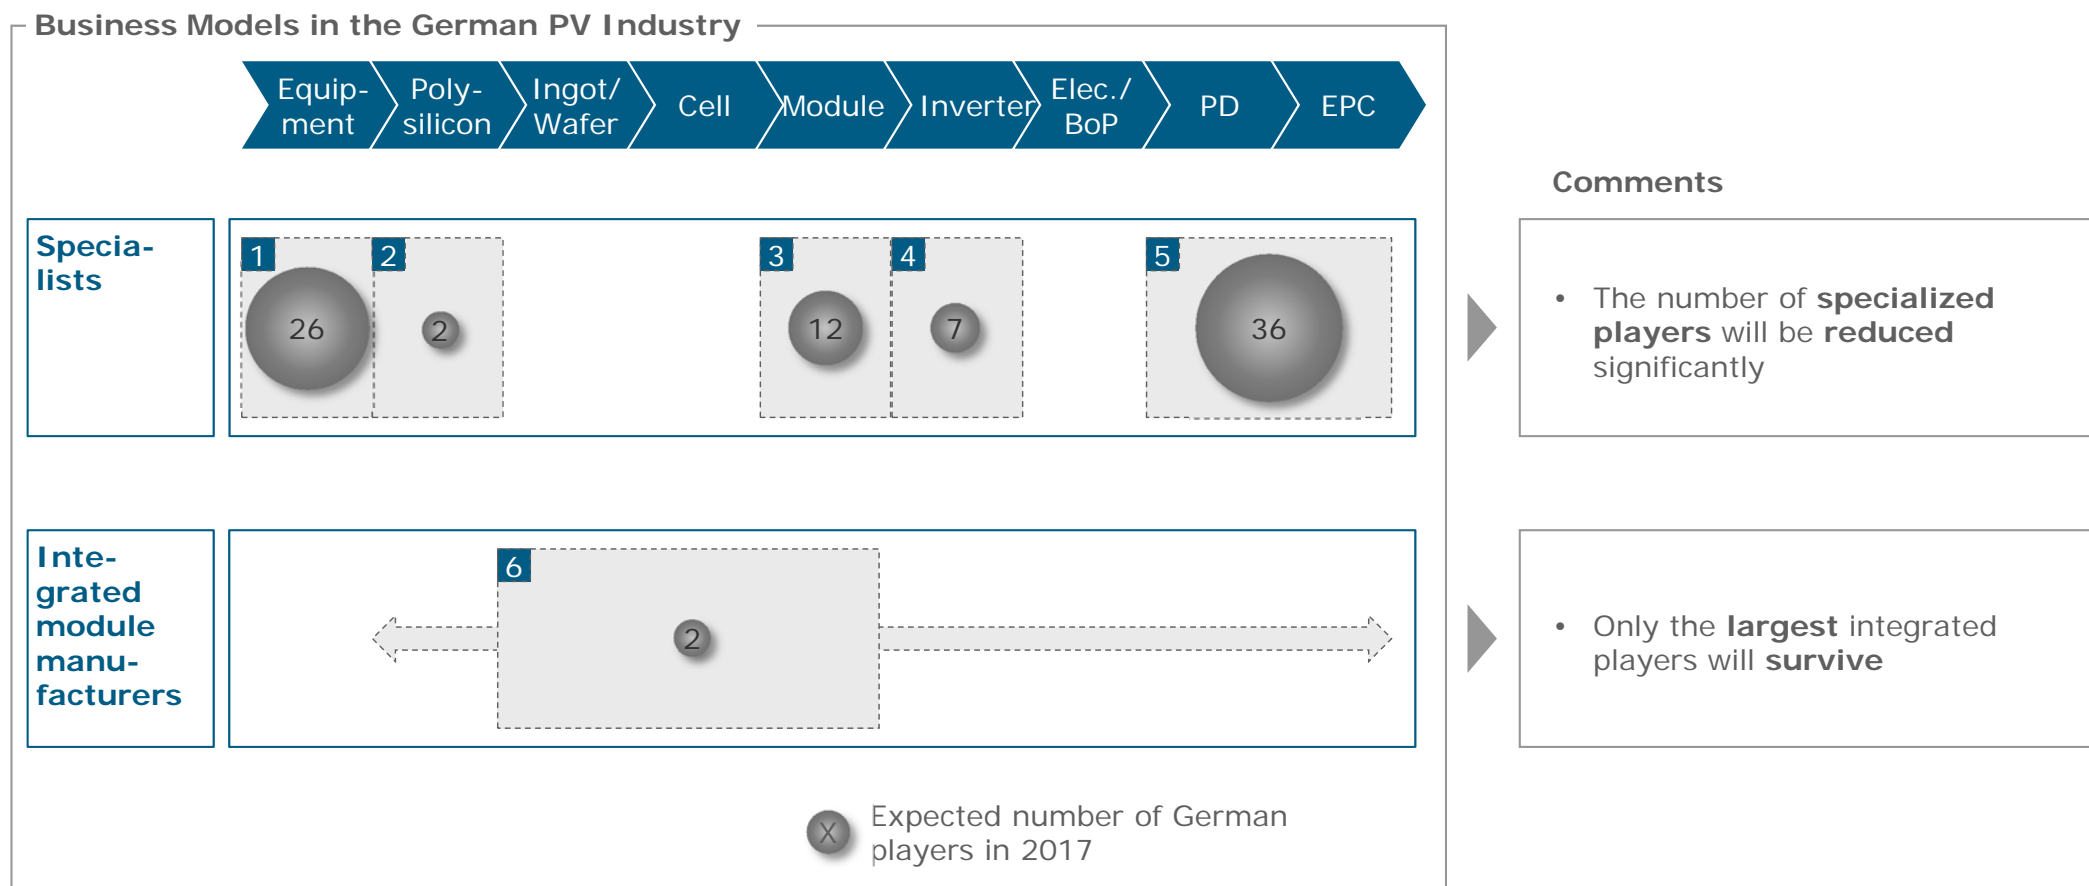 Business Models in the German PV Industry
Equip-
ment
Poly-
silicon
Ingot/
Wafer
Cell
Module
Inverter
Elec./
BoP
PD
EPC
Comments
Specia-
lists
1
2
3
4
5
26
2
12
7
36
• The number of specialized
players will be reduced
significantly
Inte-
grated
module
manu-
facturers
6
2
• Only the largest integrated
players will survive
X
Expected number of German
players in 2017